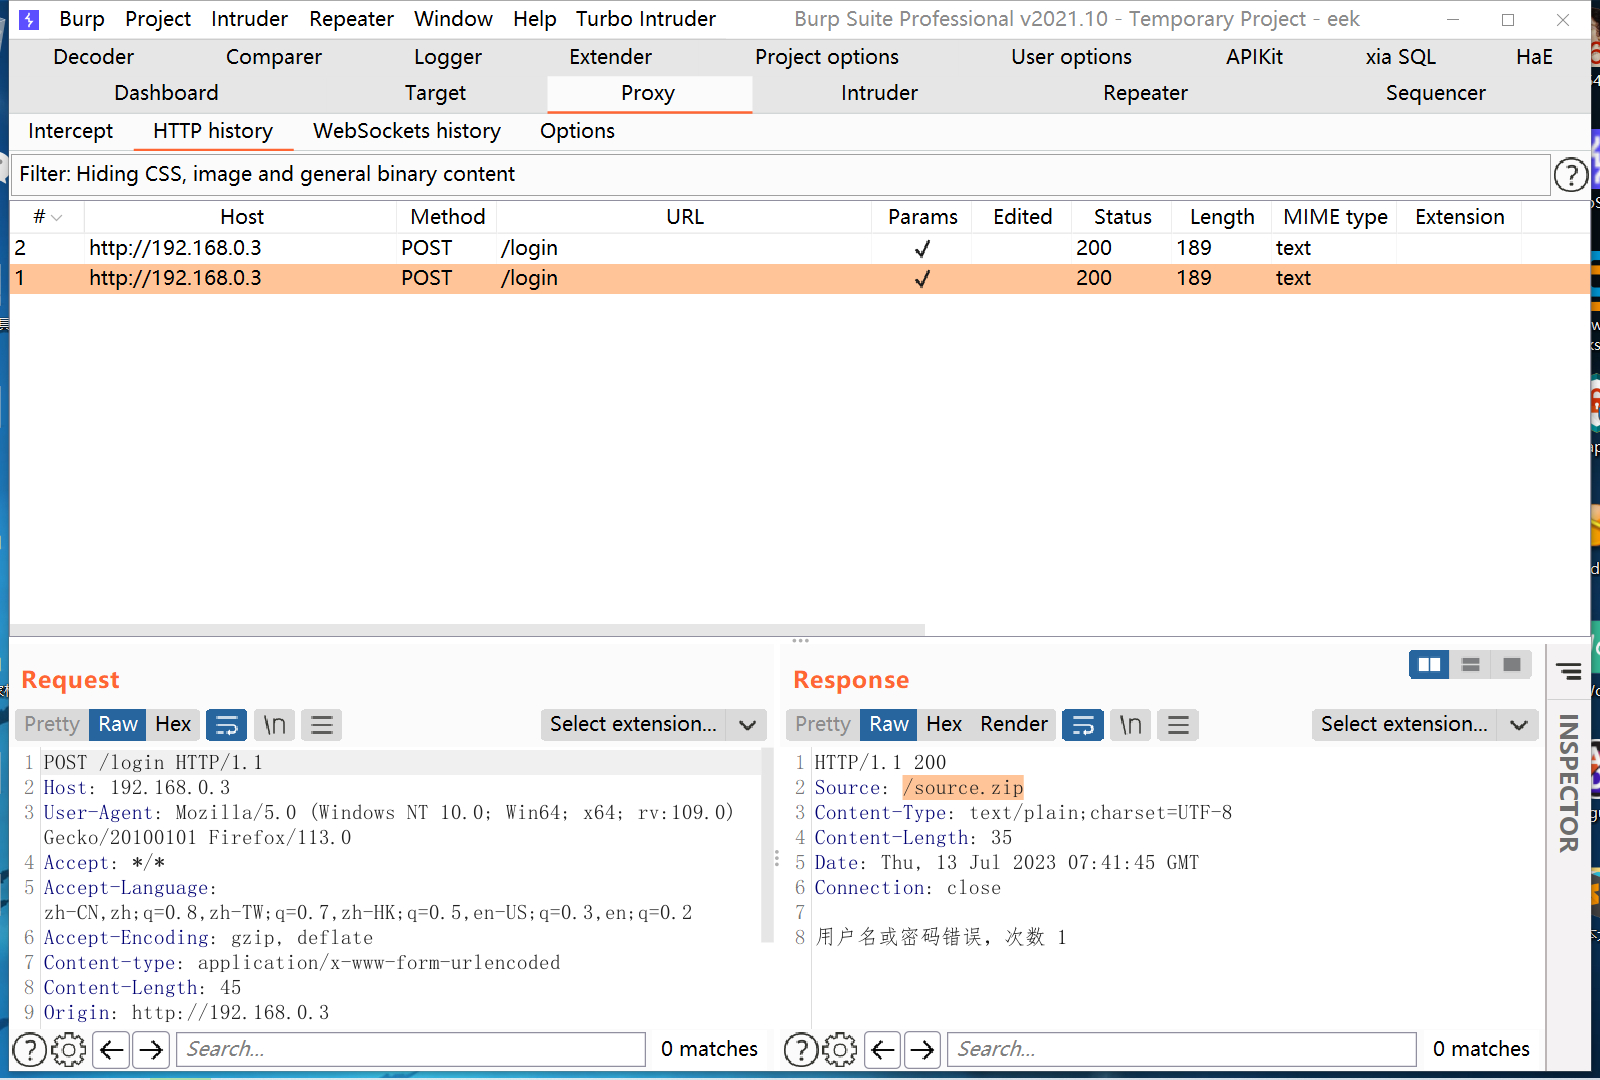 Burp Project Intruder Repeater Window Help Turbo Intruder Burp Suite Professional v2021.10 - Temporary Project - eek
Decoder Comparer Logger Extender Project options User options APIKit xia SQL HaE
Dashboard Target Proxy Intruder Repeater Sequencer
Intercept HTTP history WebSockets history Options
Filter: Hiding CSS, image and general binary content
?
# Host Method URL Params Edited Status Length MIME type Extension
2 http://192.168.0.3 POST /login ✓ 200 189 text
1 http://192.168.0.3 POST /login ✓ 200 189 text
Request
Pretty Raw Hex \n Select extension...
1 POST /login HTTP/1.1
2 Host: 192.168.0.3
3 User-Agent: Mozilla/5.0 (Windows NT 10.0; Win64; x64; rv:109.0)
Gecko/20100101 Firefox/113.0
4 Accept: */*
5 Accept-Language:
zh-CN,zh;q=0.8,zh-TW;q=0.7,zh-HK;q=0.5,en-US;q=0.3,en;q=0.2
6 Accept-Encoding: gzip, deflate
7 Content-type: application/x-www-form-urlencoded
8 Content-Length: 45
9 Origin: http://192.168.0.3
? Search... 0 matches
Response
Pretty Raw Hex Render \n Select extension...
1 HTTP/1.1 200
2 Source: /source.zip
3 Content-Type: text/plain;charset=UTF-8
4 Content-Length: 35
5 Date: Thu, 13 Jul 2023 07:41:45 GMT
6 Connection: close
7
8 用户名或密码错误，次数 1
? Search... 0 matches
INSPECTOR